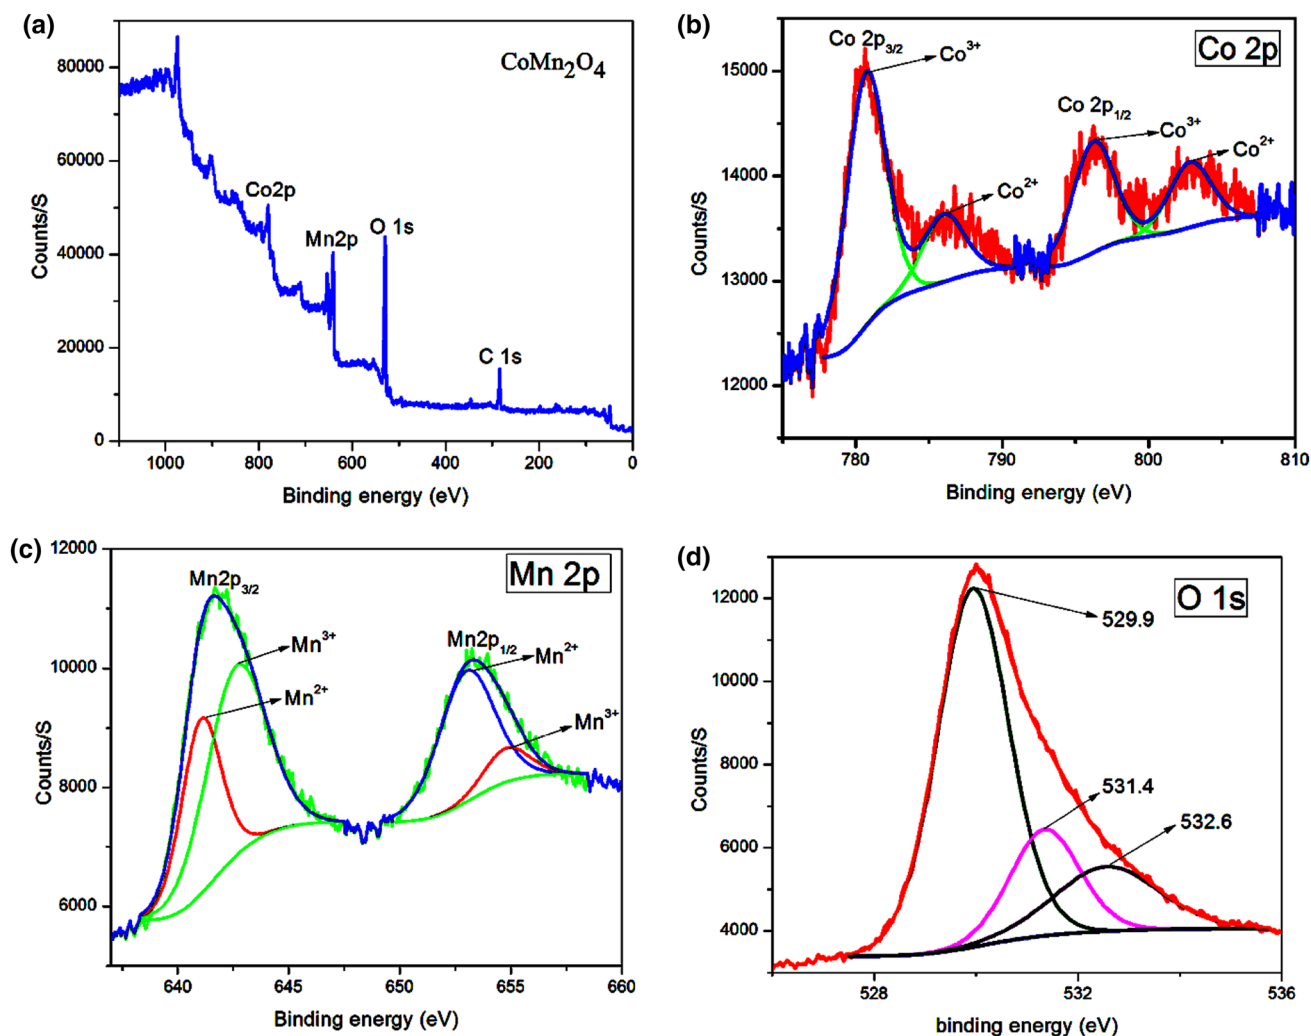 (a)
CoMn₂O₄
Co2p
Mn2p
O 1s
C 1s
80000
60000
40000
20000
0
Counts/S
1000
800
600
400
200
0
Binding energy (eV)
(b)
Co 2p
Co 2p₃/₂
Co³⁺
Co²⁺
Co 2p₁/₂
Co³⁺
Co²⁺
15000
14000
13000
12000
Counts/S
780
790
800
810
Binding energy (eV)
(c)
Mn 2p
Mn2p₃/₂
Mn³⁺
Mn²⁺
Mn2p₁/₂
Mn²⁺
Mn³⁺
12000
10000
8000
6000
Counts/S
640
645
650
655
660
Binding energy (eV)
(d)
O 1s
529.9
531.4
532.6
12000
10000
8000
6000
4000
Counts/S
528
532
536
binding energy (eV)